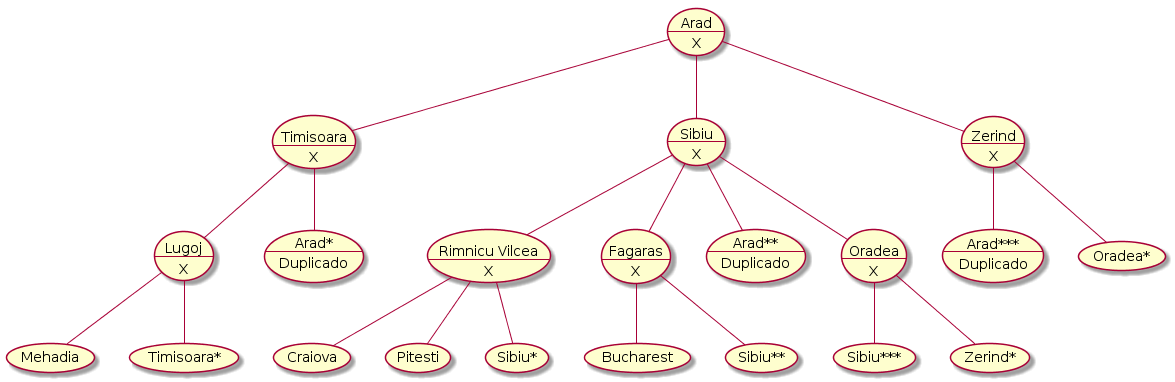 Arad
X
Timisoara
X
Sibiu
X
Zerind
X
Lugoj
X
Arad*
Duplicado
Rimnicu Vilcea
X
Fagaras
X
Arad**
Duplicado
Oradea
X
Arad***
Duplicado
Oradea*
Mehadia
Timisoara*
Craiova
Pitesti
Sibiu*
Bucharest
Sibiu**
Sibiu***
Zerind*